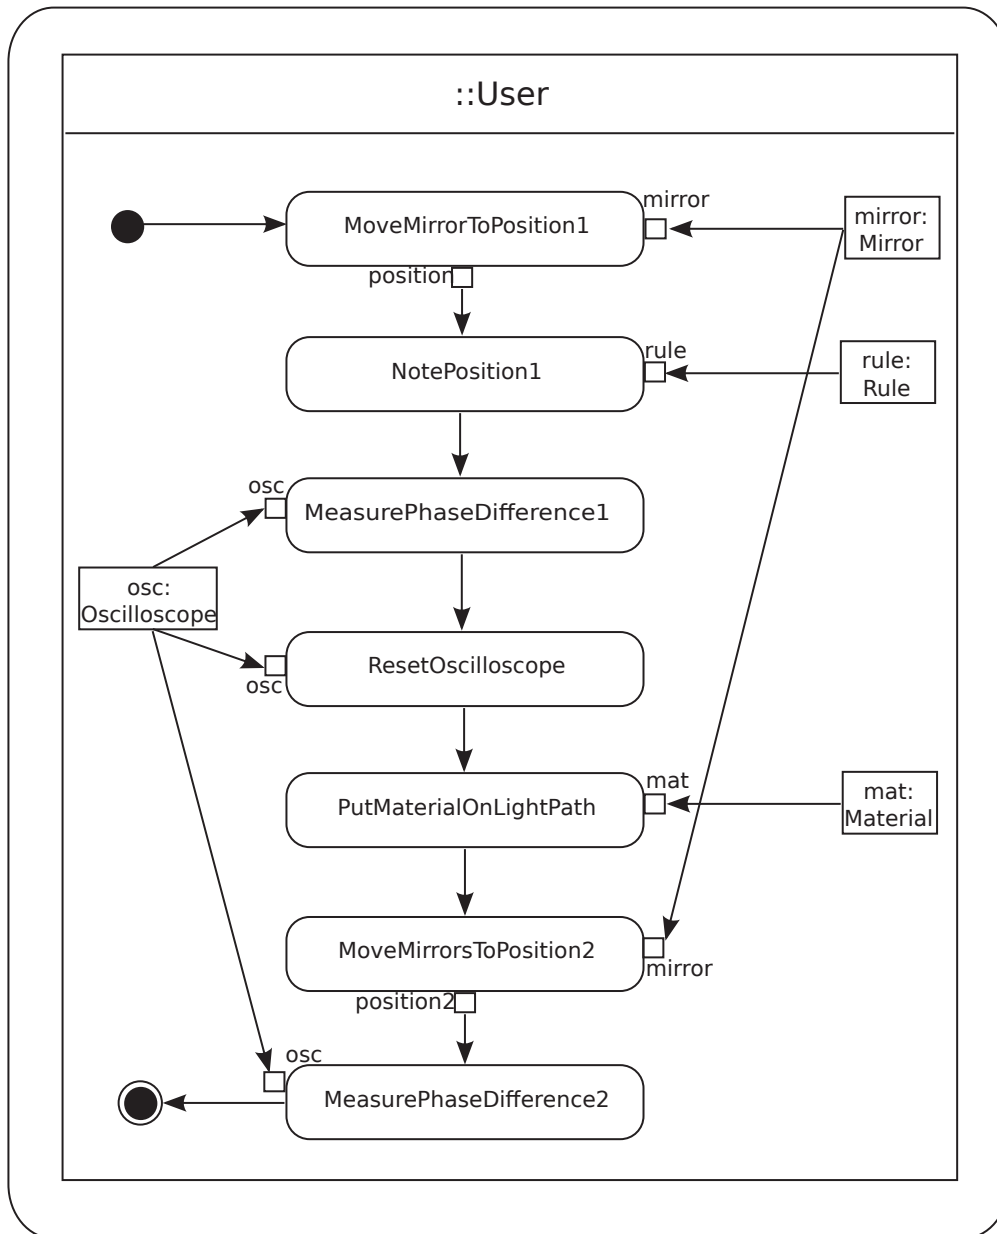 ::User
mirror
MoveMirrorToPosition1
mirror:
Mirror
position
rule
NotePosition1
rule:
Rule
osc
MeasurePhaseDifference1
osc:
Oscilloscope
ResetOscilloscope
osc
mat
PutMaterialOnLightPath
mat:
Material
MoveMirrorsToPosition2
mirror
position2
osc
MeasurePhaseDifference2